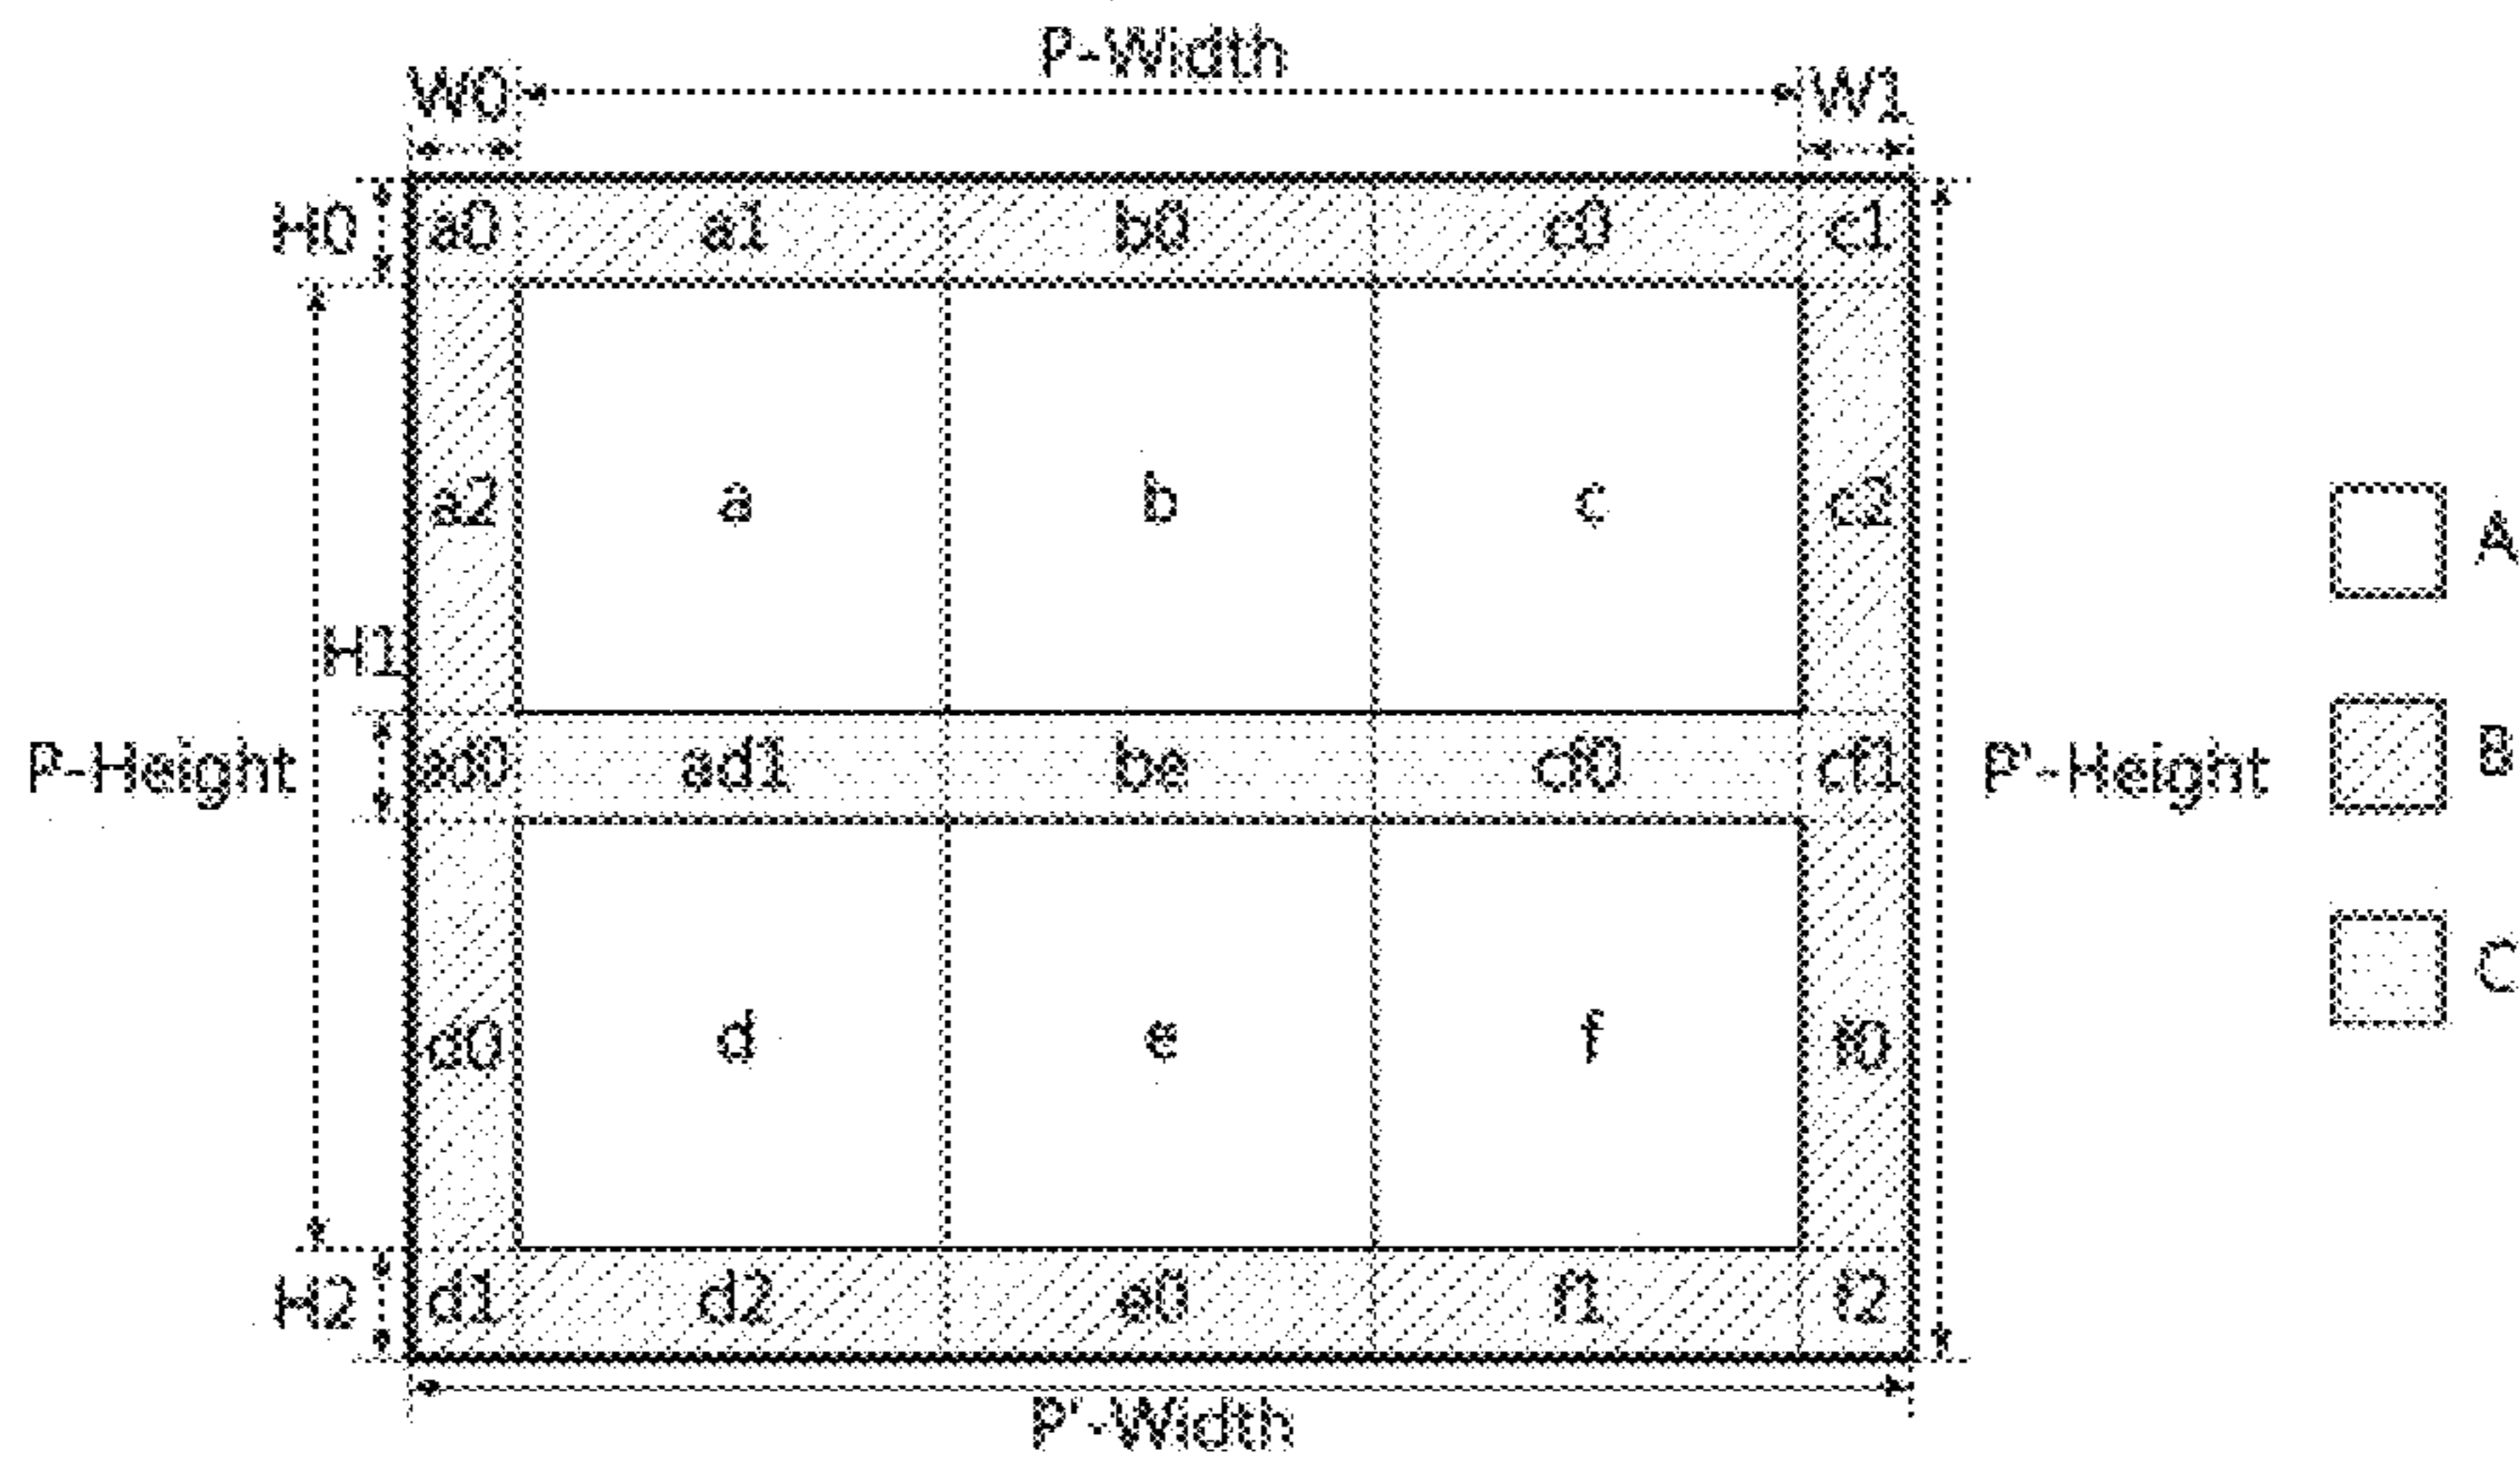 P-Width
W0 W1
H0 a0 a1 b0 c0 c1
a2 a b c c2 A
H1
P-Height ad0 ad1 be cf0 cf1 P'-Height B
C
d0 d e f f0
H2 d1 d2 e0 f1 f2
P'-Width